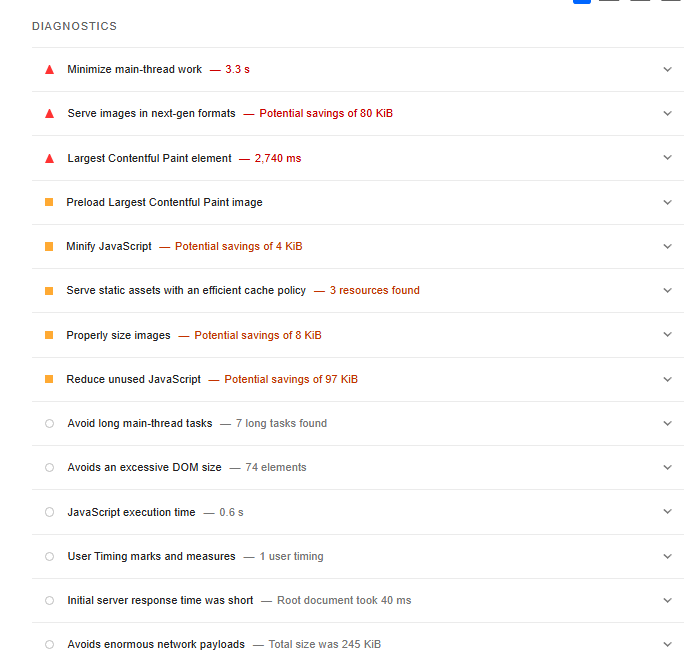 DIAGNOSTICS
Minimize main-thread work — 3.3 s
Serve images in next-gen formats — Potential savings of 80 KiB
Largest Contentful Paint element — 2,740 ms
Preload Largest Contentful Paint image
Minify JavaScript — Potential savings of 4 KiB
Serve static assets with an efficient cache policy — 3 resources found
Properly size images — Potential savings of 8 KiB
Reduce unused JavaScript — Potential savings of 97 KiB
Avoid long main-thread tasks — 7 long tasks found
Avoids an excessive DOM size — 74 elements
JavaScript execution time — 0.6 s
User Timing marks and measures — 1 user timing
Initial server response time was short — Root document took 40 ms
Avoids enormous network payloads — Total size was 245 KiB